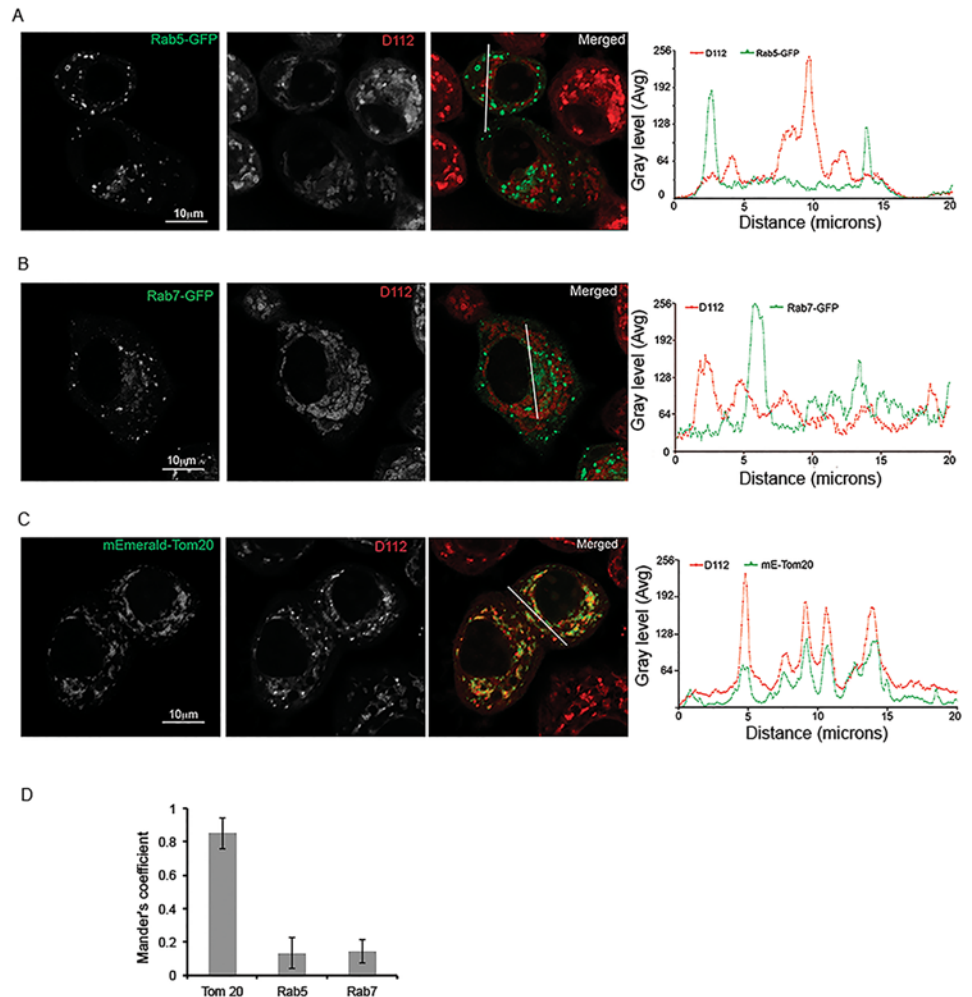 A
Rab5-GFP
D112
Merged
10μm
D112 Rab5-GFP
256
192
128
64
0
Gray level (Avg)
0 5 10 15 20
Distance (microns)
B
Rab7-GFP
D112
Merged
10μm
D112 Rab7-GFP
256
192
128
64
0
Gray level (Avg)
0 5 10 15 20
Distance (microns)
C
mEmerald-Tom20
D112
Merged
10μm
D112 mE-Tom20
256
192
128
64
Gray level (Avg)
0 5 10 15 20
Distance (microns)
D
Mander's coefficient
1
0.8
0.6
0.4
0.2
0
Tom 20 Rab5 Rab7